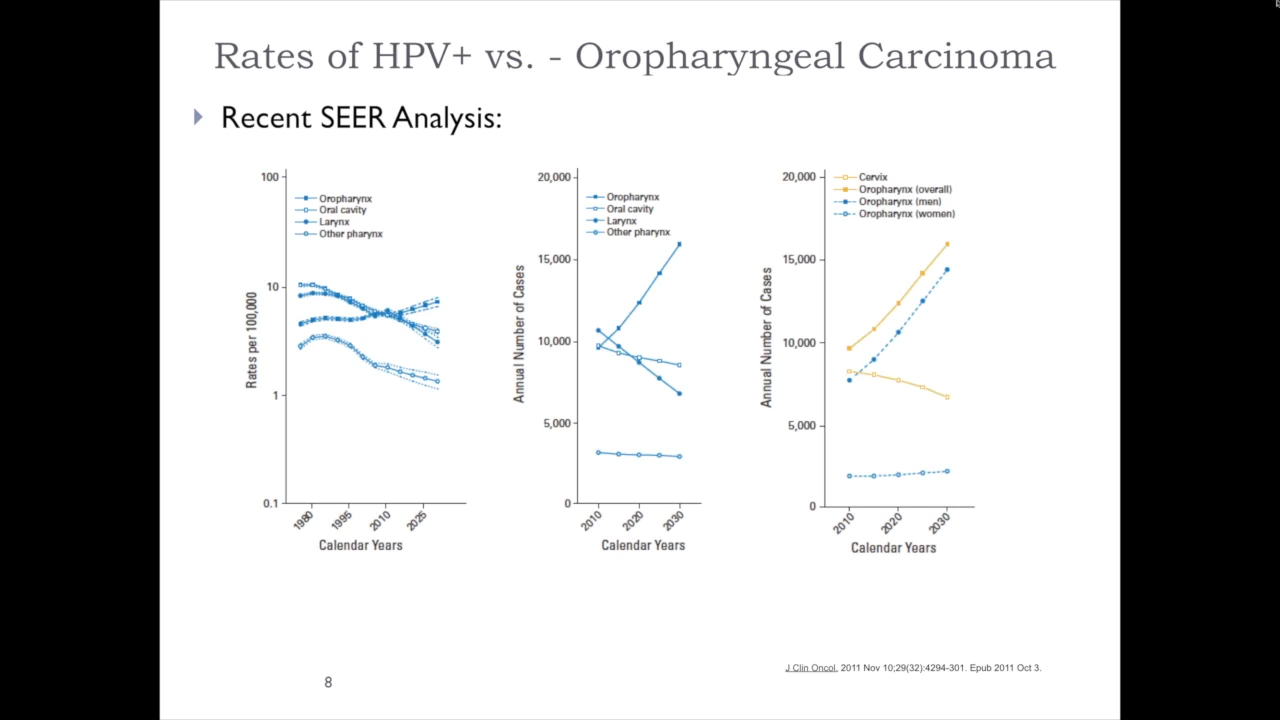 Rates of HPV+ vs. - Oropharyngeal Carcinoma
Recent SEER Analysis:
100
10
1
0.1
Rates per 100,000
Oropharynx
Oral cavity
Larynx
Other pharynx
1980
1995
2010
2025
Calendar Years
20,000
15,000
10,000
5,000
0
Annual Number of Cases
Oropharynx
Oral cavity
Larynx
Other pharynx
2010
2020
2030
Calendar Years
20,000
15,000
10,000
5,000
0
Annual Number of Cases
Cervix
Oropharynx (overall)
Oropharynx (men)
Oropharynx (women)
2010
2020
2030
Calendar Years
J Clin Oncol. 2011 Nov 10;29(32):4294-301. Epub 2011 Oct 3.
8